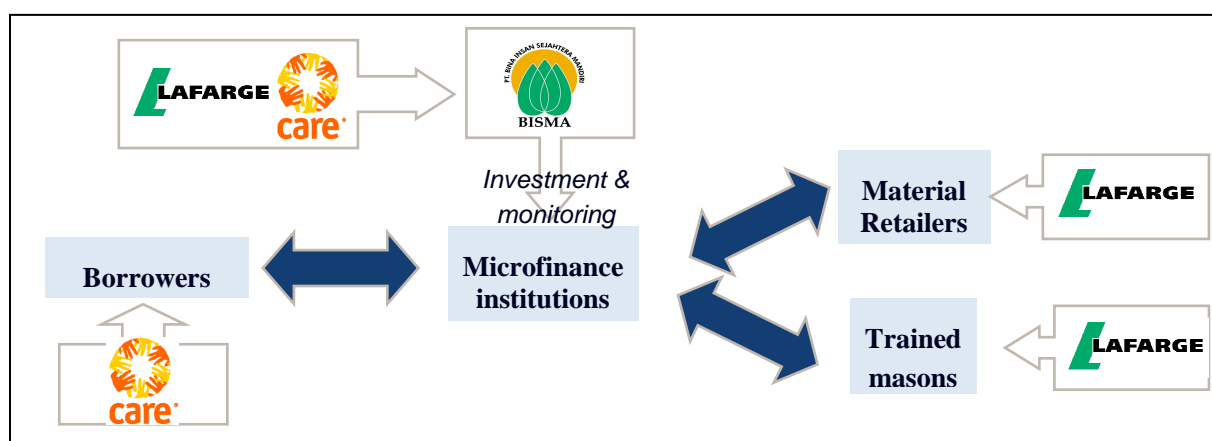 LAFARGE
care®
PT. BINA INSAN SEJAHTERA MANDIRI
BISMA
Investment &
monitoring
Material
Retailers
LAFARGE
Borrowers
Microfinance
institutions
Trained
masons
LAFARGE
care®